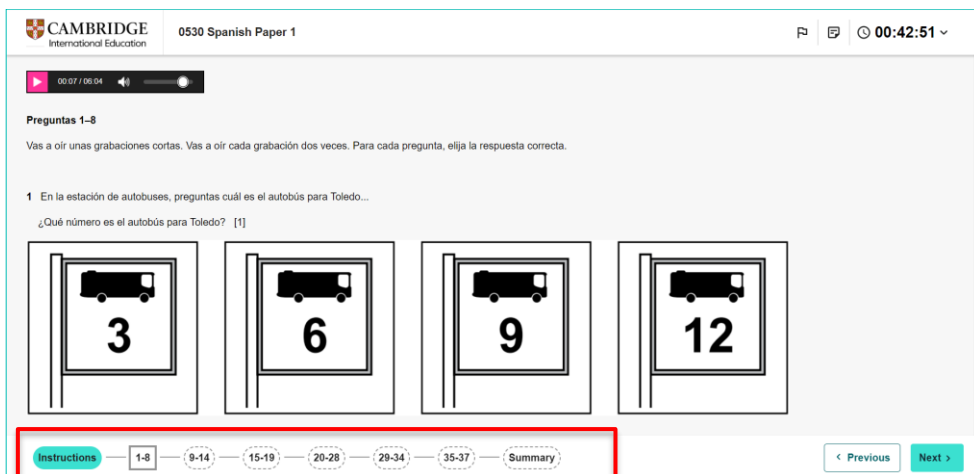 CAMBRIDGE
International Education
0530 Spanish Paper 1
00:42:51
00:07 / 06:04
Preguntas 1–8
Vas a oír unas grabaciones cortas. Vas a oír cada grabación dos veces. Para cada pregunta, elija la respuesta correcta.
1 En la estación de autobuses, preguntas cuál es el autobús para Toledo...
¿Qué número es el autobús para Toledo? [1]
3 6 9 12
Instructions 1-8 9-14 15-19 20-28 29-34 35-37 Summary < Previous Next >